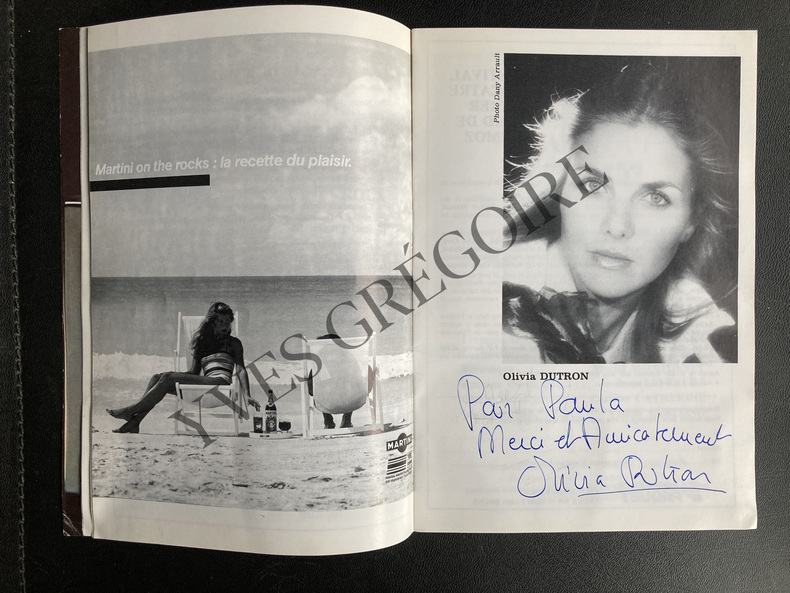 Martini on the rocks : la recette du plaisir.
MARTINI
Photo Dany Arrault
Olivia DUTRON
Pour Paula
Merci et Amicalement
Olivia Dutron
YVES GRÉGOIRE